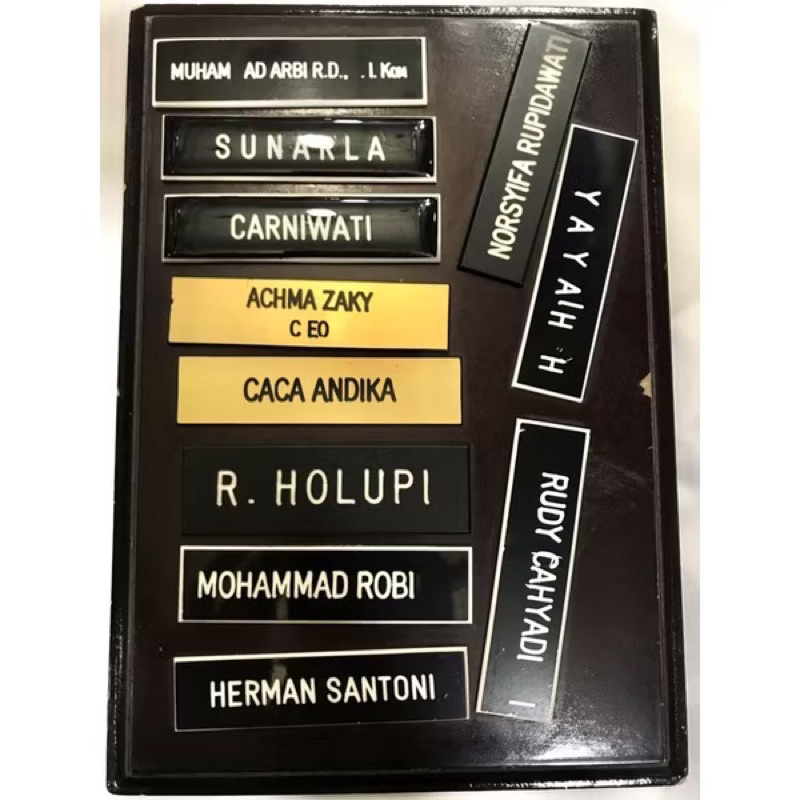 MUHAM AD ARBI R.D., .I. Kom
SUNARLA
CARNIWATI
ACHMA ZAKY
C EO
CACA ANDIKA
R. HOLUPI
MOHAMMAD ROBI
HERMAN SANTONI
NORSYIFA RUPIDAWATI
YAYAIH H
RUDY CAHYADI I